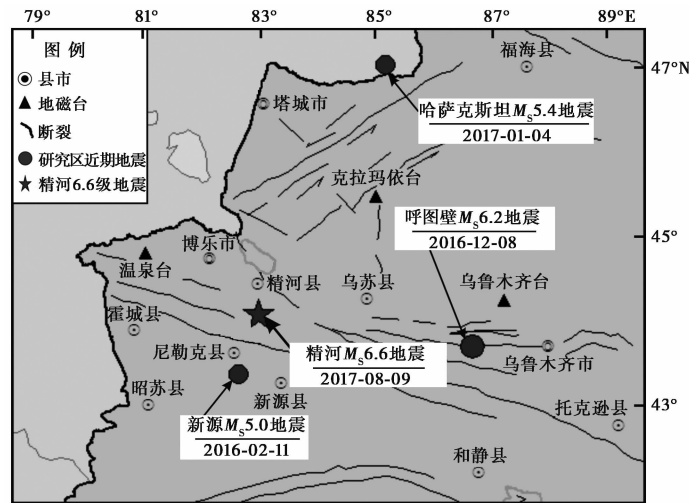 79° 81° 83° 85° 87° 89°E
图 例
县市
地磁台
断裂
研究区近期地震
精河6.6级地震
福海县
47°N
塔城市
哈萨克斯坦MS5.4地震
2017-01-04
克拉玛依台
呼图壁MS6.2地震
2016-12-08
45°
博乐市
温泉台
精河县
乌苏县
乌鲁木齐台
霍城县
尼勒克县
精河MS6.6地震
2017-08-09
乌鲁木齐市
昭苏县
新源县
托克逊县
43°
新源MS5.0地震
2016-02-11
和静县